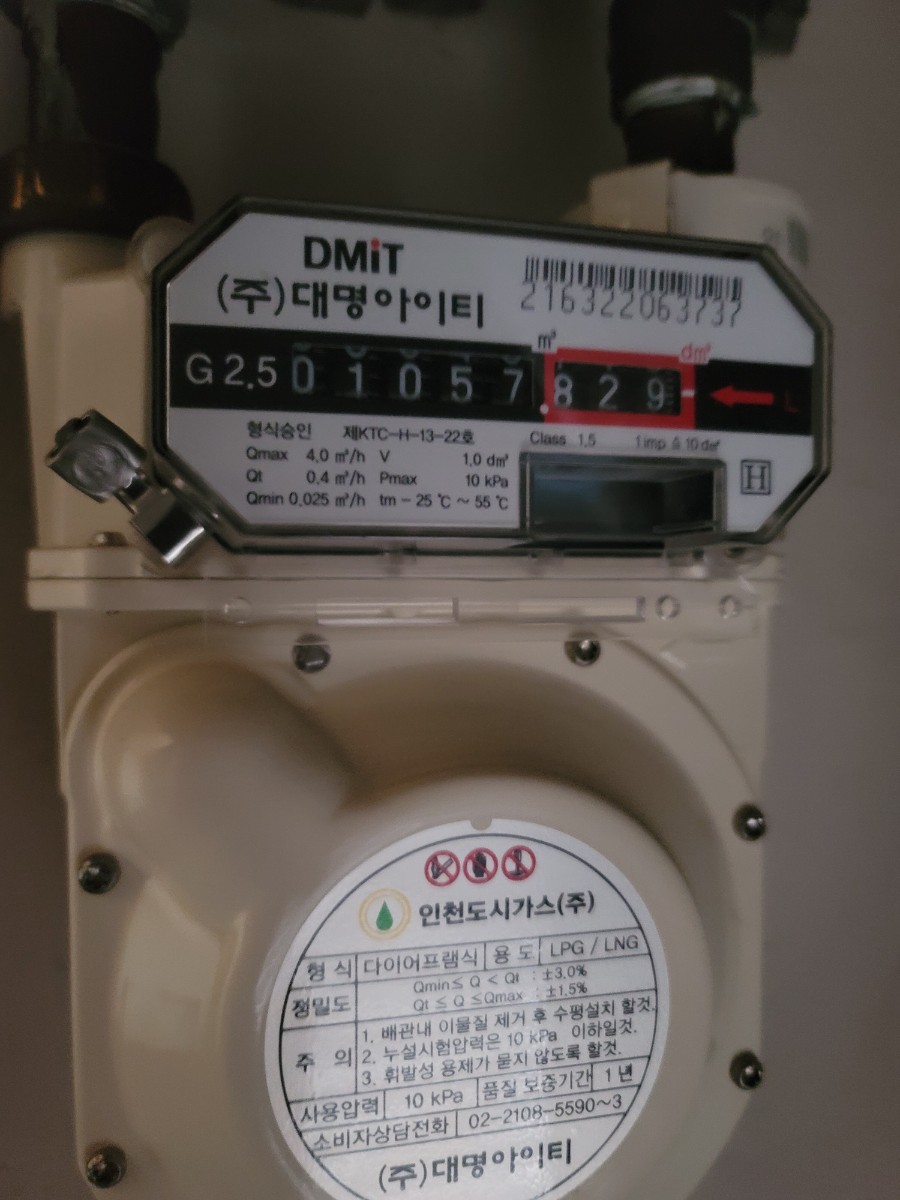 DMiT
(주)대명아이티
216322063737
m³
dm³
G 2.5 0 1 0 5 7 8 2 9 L
형식승인 제KTC-H-13-22호
Class 1.5 1 imp ≙ 10 dm³
Qmax 4.0 m³/h V 1.0 dm³
Qt 0.4 m³/h Pmax 10 kPa
Qmin 0.025 m³/h tm - 25 ℃ ~ 55 ℃
H
인천도시가스(주)
형 식 다이어프램식 용 도 LPG / LNG
정밀도 Qmin≤ Q < Qt : ±3.0%
Qt ≤ Q ≤Qmax : ±1.5%
주 의 1. 배관내 이물질 제거 후 수평설치 할것.
2. 누설시험압력은 10 kPa 이하일것.
3. 휘발성 용제가 묻지 않도록 할것.
사용압력 10 kPa 품질 보증기간 1 년
소비자상담전화 02-2108-5590~3
(주)대명아이티